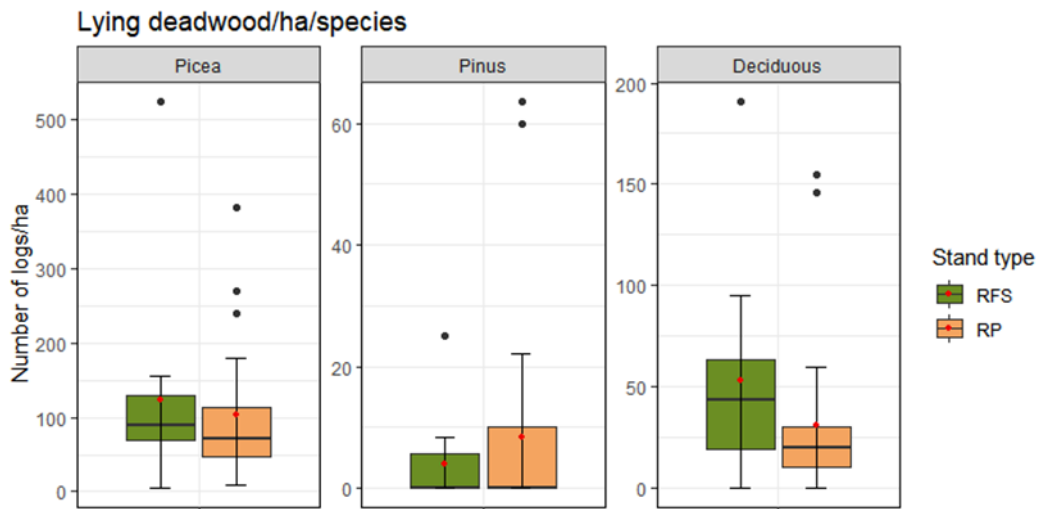 Lying deadwood/ha/species
Picea
Pinus
Deciduous
Number of logs/ha
500
400
300
200
100
0
60
40
20
0
200
150
100
50
0
Stand type
RFS
RP